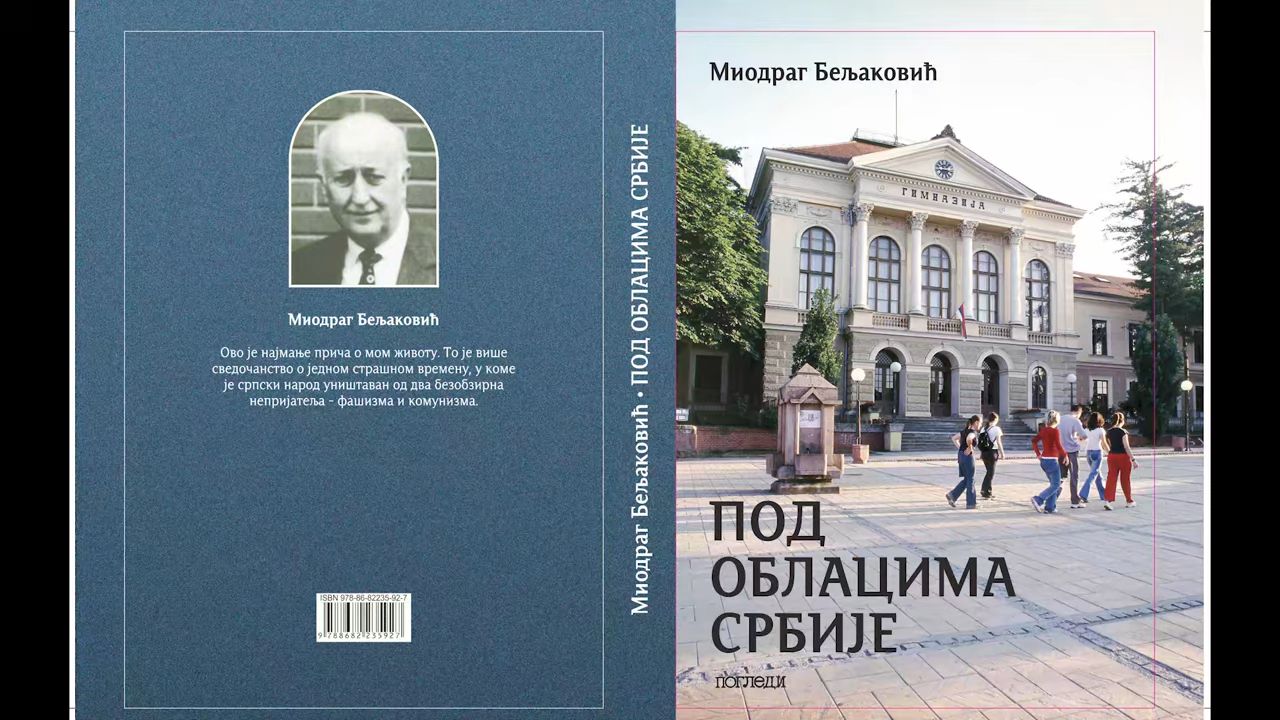 Миодраг Бељаковић
Ово је најмање прича о мом животу. То је више
сведочанство о једном страшном времену, у коме
је српски народ уништаван од два безобзирна
непријатеља - фашизма и комунизма.
ISBN 978-86-82235-92-7
9 788682 235927
Миодраг Бељаковић • ПОД ОБЛАЦИМА СРБИЈЕ
Миодраг Бељаковић
ГИМНАЗИЈА
ПОД
ОБЛАЦИМА
СРБИЈЕ
погледи